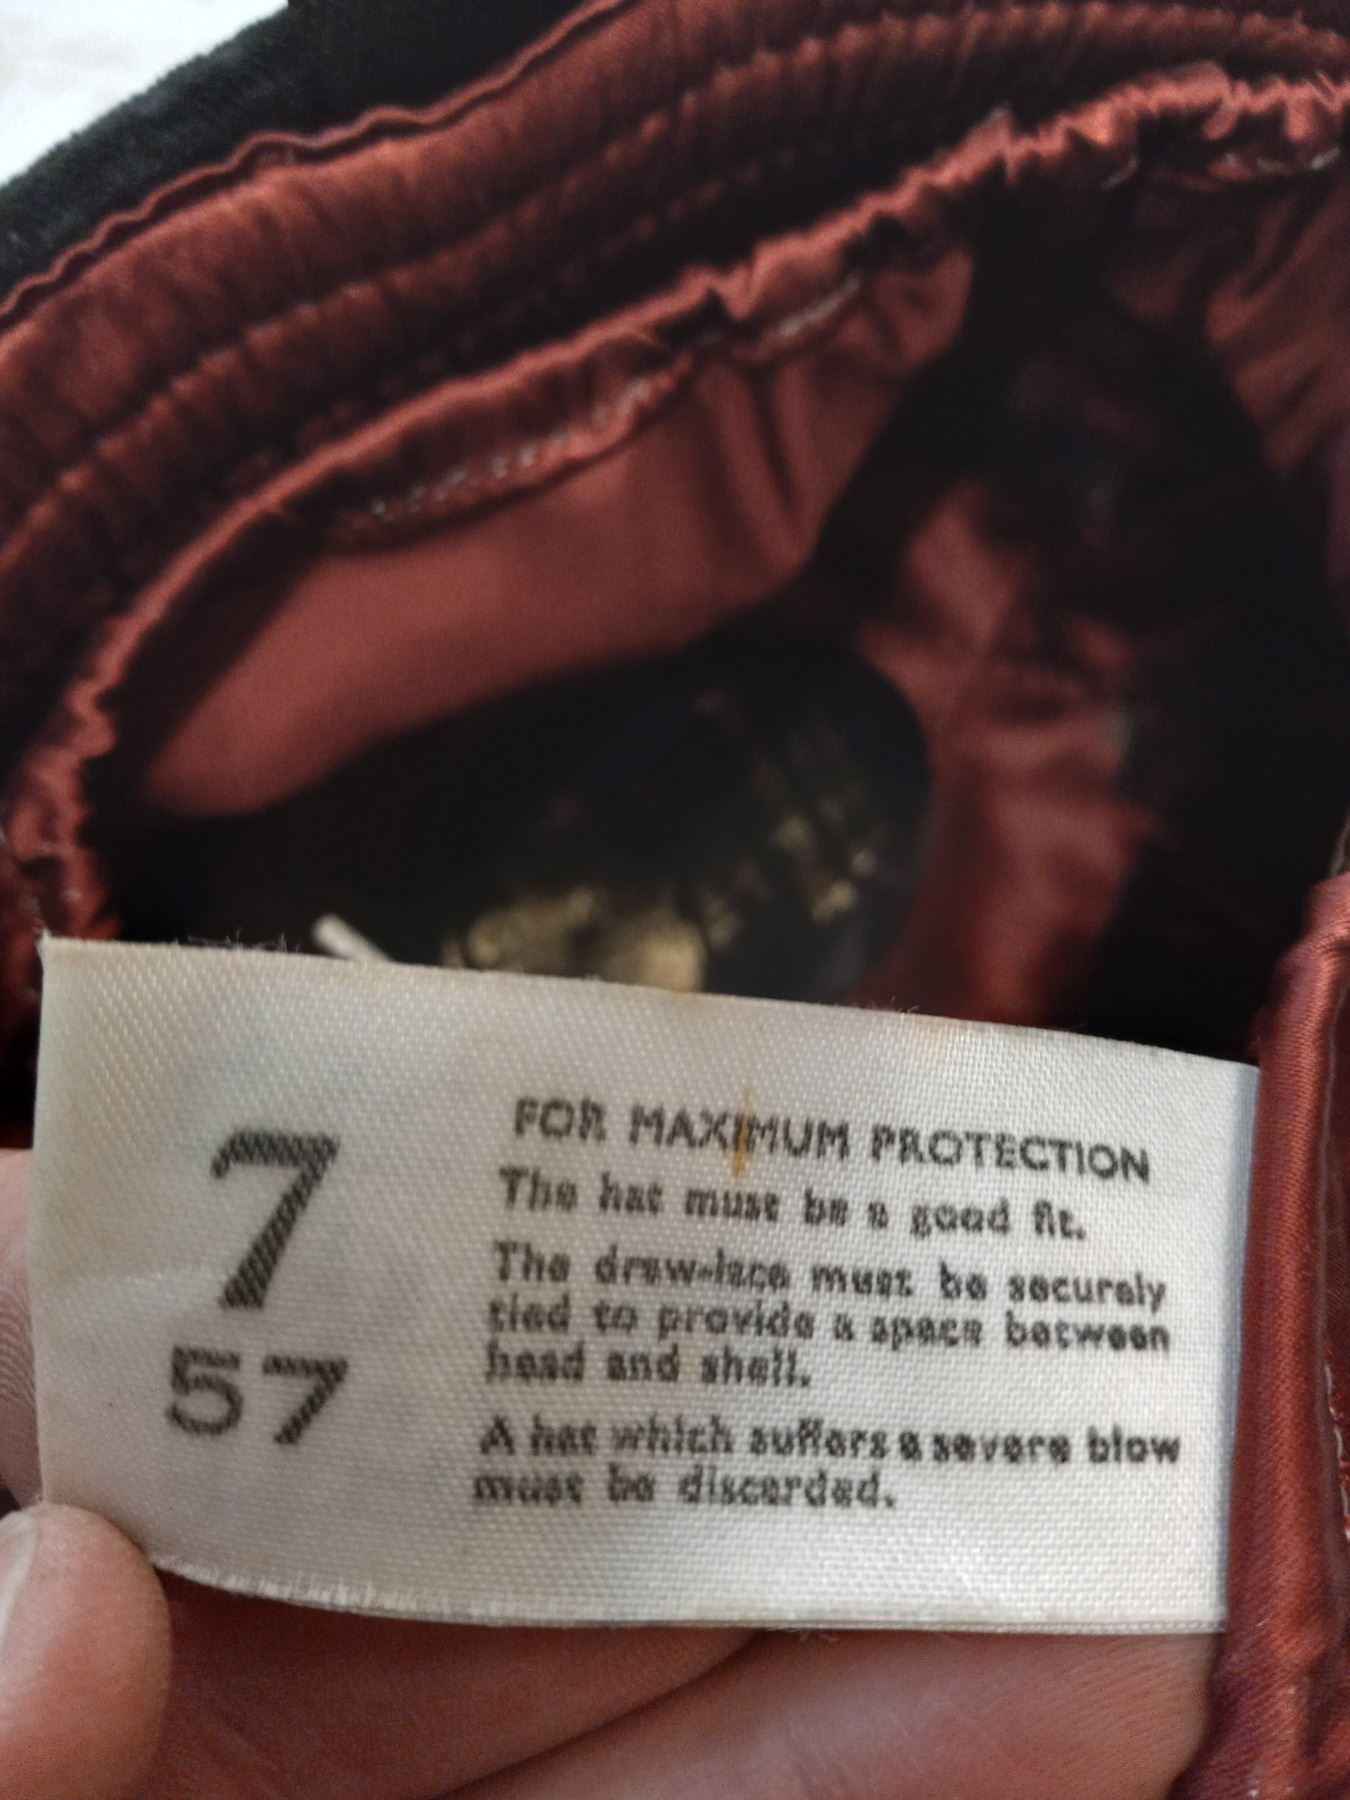 7
57
FOR MAXIMUM PROTECTION
The hat must be a good fit.
The draw-lace must be securely
tied to provide a space between
head and shell.
A hat which suffers a severe blow
must be discarded.